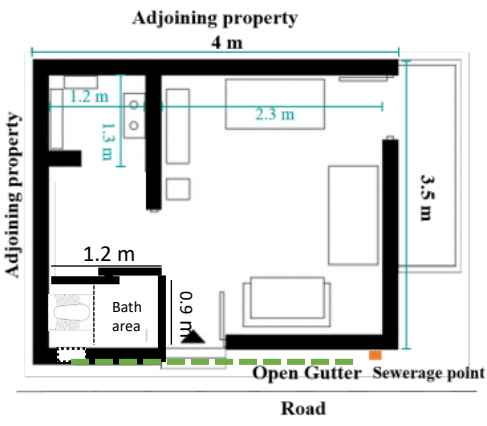 Adjoining property
4 m
1.2 m
2.3 m
1.3 m
Adjoining property
3.5 m
1.2 m
0.9 m
Bath
area
Open Gutter
Sewerage point
Road